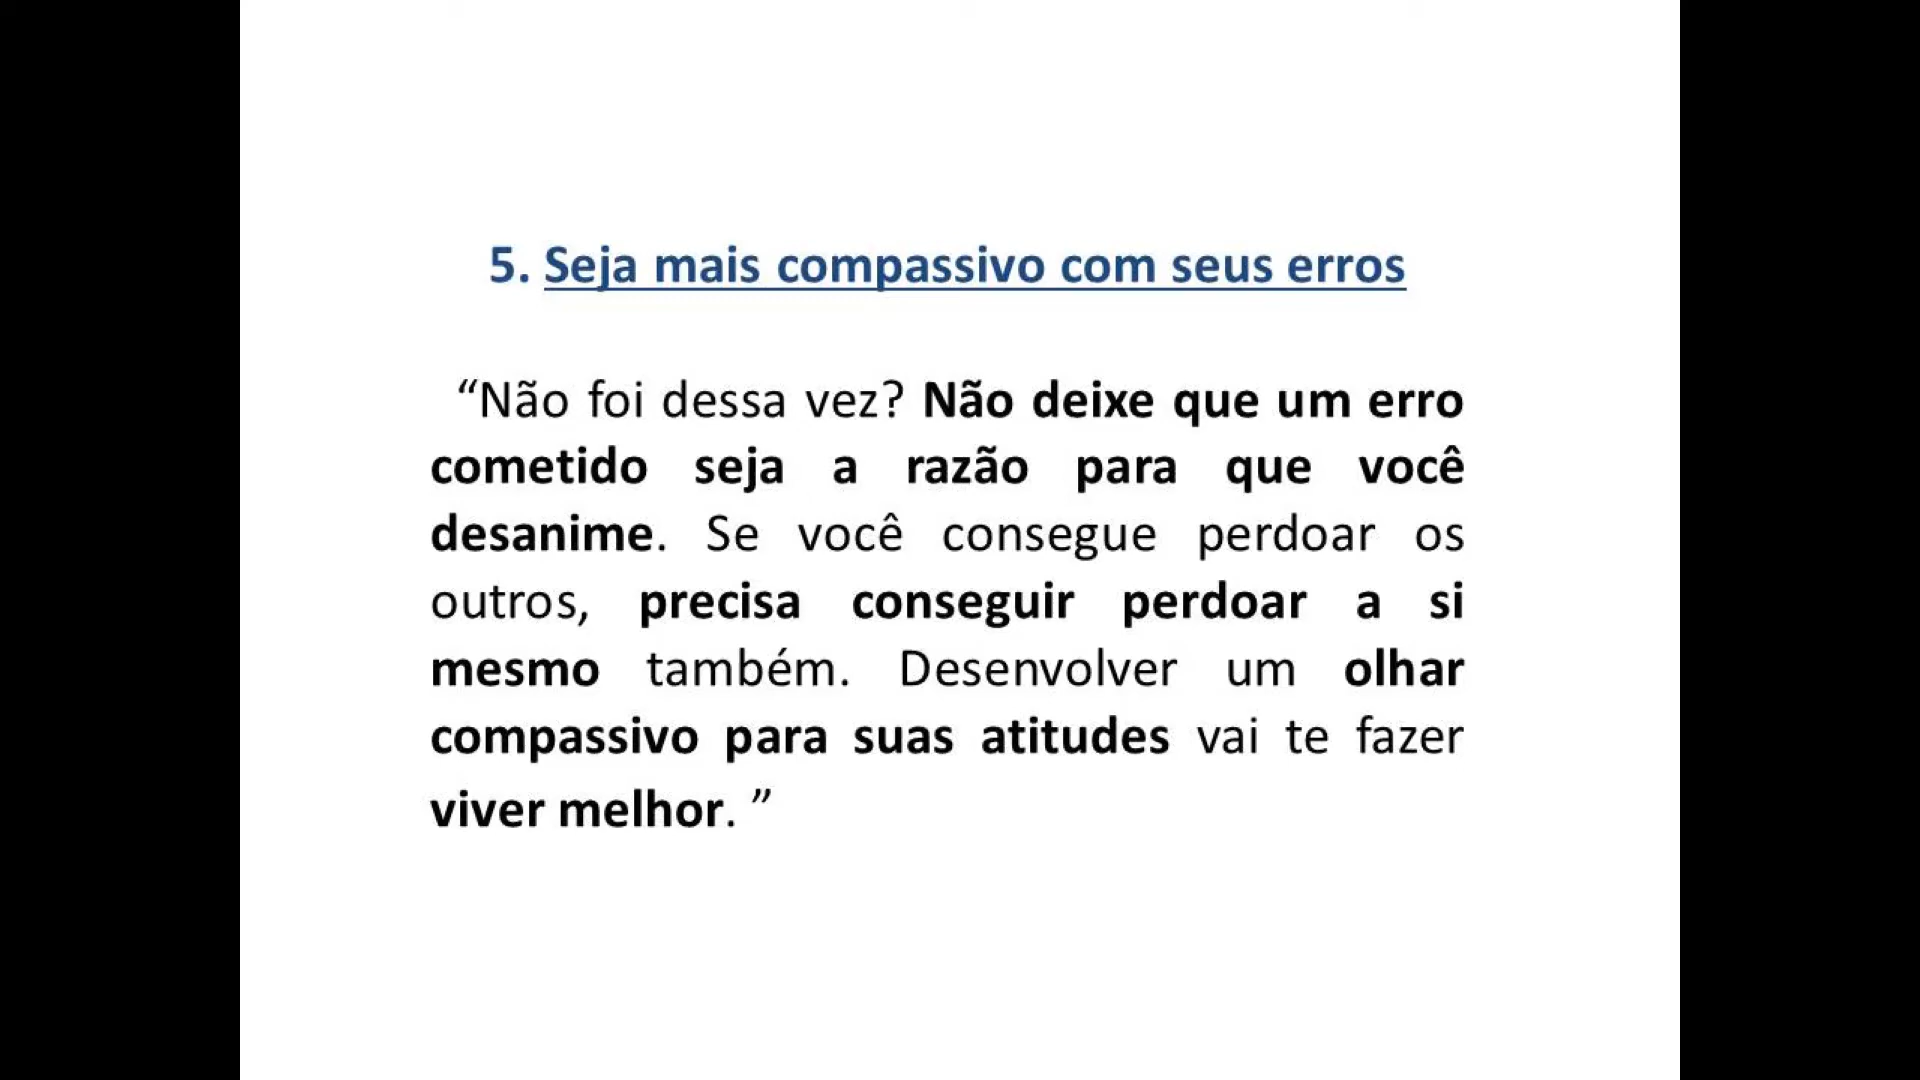 5. Seja mais compassivo com seus erros
“Não foi dessa vez? Não deixe que um erro
cometido seja a razão para que você
desanime. Se você consegue perdoar os
outros, precisa conseguir perdoar a si
mesmo também. Desenvolver um olhar
compassivo para suas atitudes vai te fazer
viver melhor. ”